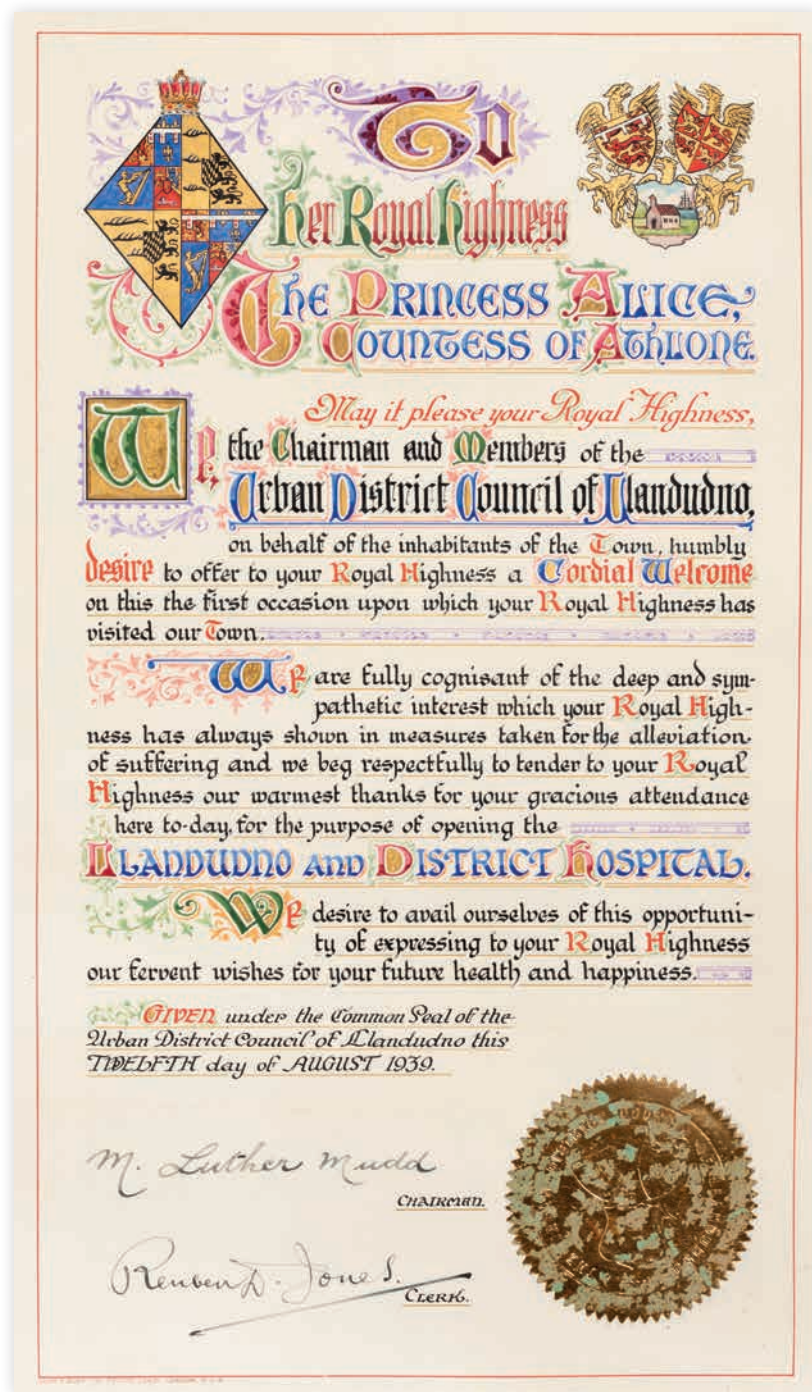 To
Her Royal Highness
The Princess Alice,
Countess of Athlone.
May it please your Royal Highness,
We, the Chairman and Members of the
Urban District Council of Llandudno,
on behalf of the inhabitants of the Town, humbly
desire to offer to your Royal Highness a Cordial Welcome
on this the first occasion upon which your Royal Highness has
visited our Town.
We are fully cognisant of the deep and sym-
pathetic interest which your Royal High-
ness has always shown in measures taken for the alleviation
of suffering and we beg respectfully to tender to your Royal
Highness our warmest thanks for your gracious attendance
here to-day, for the purpose of opening the
Llandudno and District Hospital.
We desire to avail ourselves of this opportuni-
ty of expressing to your Royal Highness
our fervent wishes for your future health and happiness.
GIVEN under the Common Seal of the
Urban District Council of Llandudno this
TWELFTH day of AUGUST 1939.
M. Luther Mudd
CHAIRMAN.
Reuben D. Jones.
CLERK.